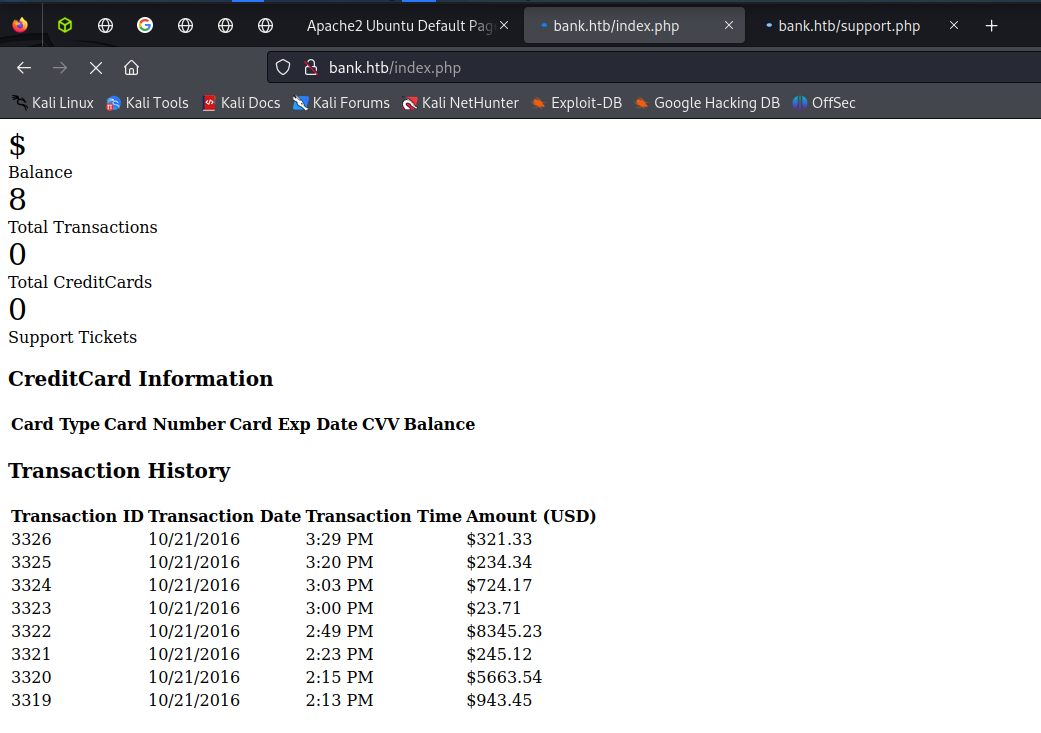 Apache2 Ubuntu Default Pag
bank.htb/index.php
bank.htb/support.php
bank.htb/index.php
Kali Linux Kali Tools Kali Docs Kali Forums Kali NetHunter Exploit-DB Google Hacking DB OffSec
$
Balance
8
Total Transactions
0
Total CreditCards
0
Support Tickets
CreditCard Information
Card Type Card Number Card Exp Date CVV Balance
Transaction History
Transaction ID Transaction Date Transaction Time Amount (USD)
3326 10/21/2016 3:29 PM $321.33
3325 10/21/2016 3:20 PM $234.34
3324 10/21/2016 3:03 PM $724.17
3323 10/21/2016 3:00 PM $23.71
3322 10/21/2016 2:49 PM $8345.23
3321 10/21/2016 2:23 PM $245.12
3320 10/21/2016 2:15 PM $5663.54
3319 10/21/2016 2:13 PM $943.45